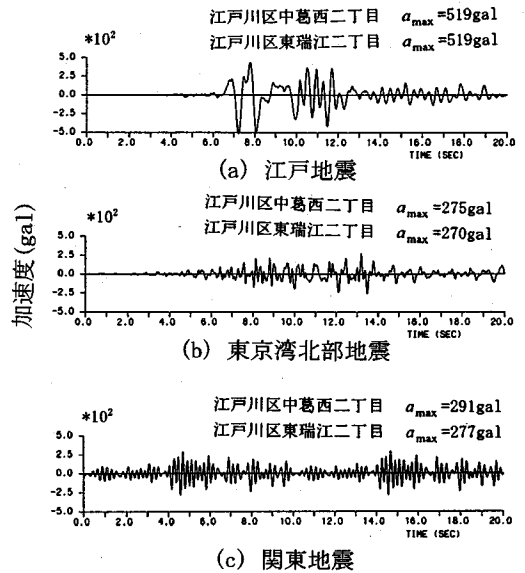 江戸川区中葛西二丁目 amax=519gal
江戸川区東瑞江二丁目 amax=519gal
*10²
5.0
2.5
0.0
-2.5
-5.0
0.0 2.0 4.0 6.0 8.0 10.0 12.0 14.0 16.0 18.0 20.0
TIME (SEC)
(a) 江戸地震
江戸川区中葛西二丁目 amax=275gal
江戸川区東瑞江二丁目 amax=270gal
*10²
5.0
2.5
0.0
-2.5
-5.0
0.0 2.0 4.0 6.0 8.0 10.0 12.0 14.0 16.0 18.0 20.0
TIME (SEC)
(b) 東京湾北部地震
加速度(gal)
江戸川区中葛西二丁目 amax=291gal
江戸川区東瑞江二丁目 amax=277gal
*10²
5.0
2.5
0.0
-2.5
-5.0
0.0 2.0 4.0 6.0 8.0 10.0 12.0 14.0 16.0 18.0 20.0
TIME (SEC)
(c) 関東地震